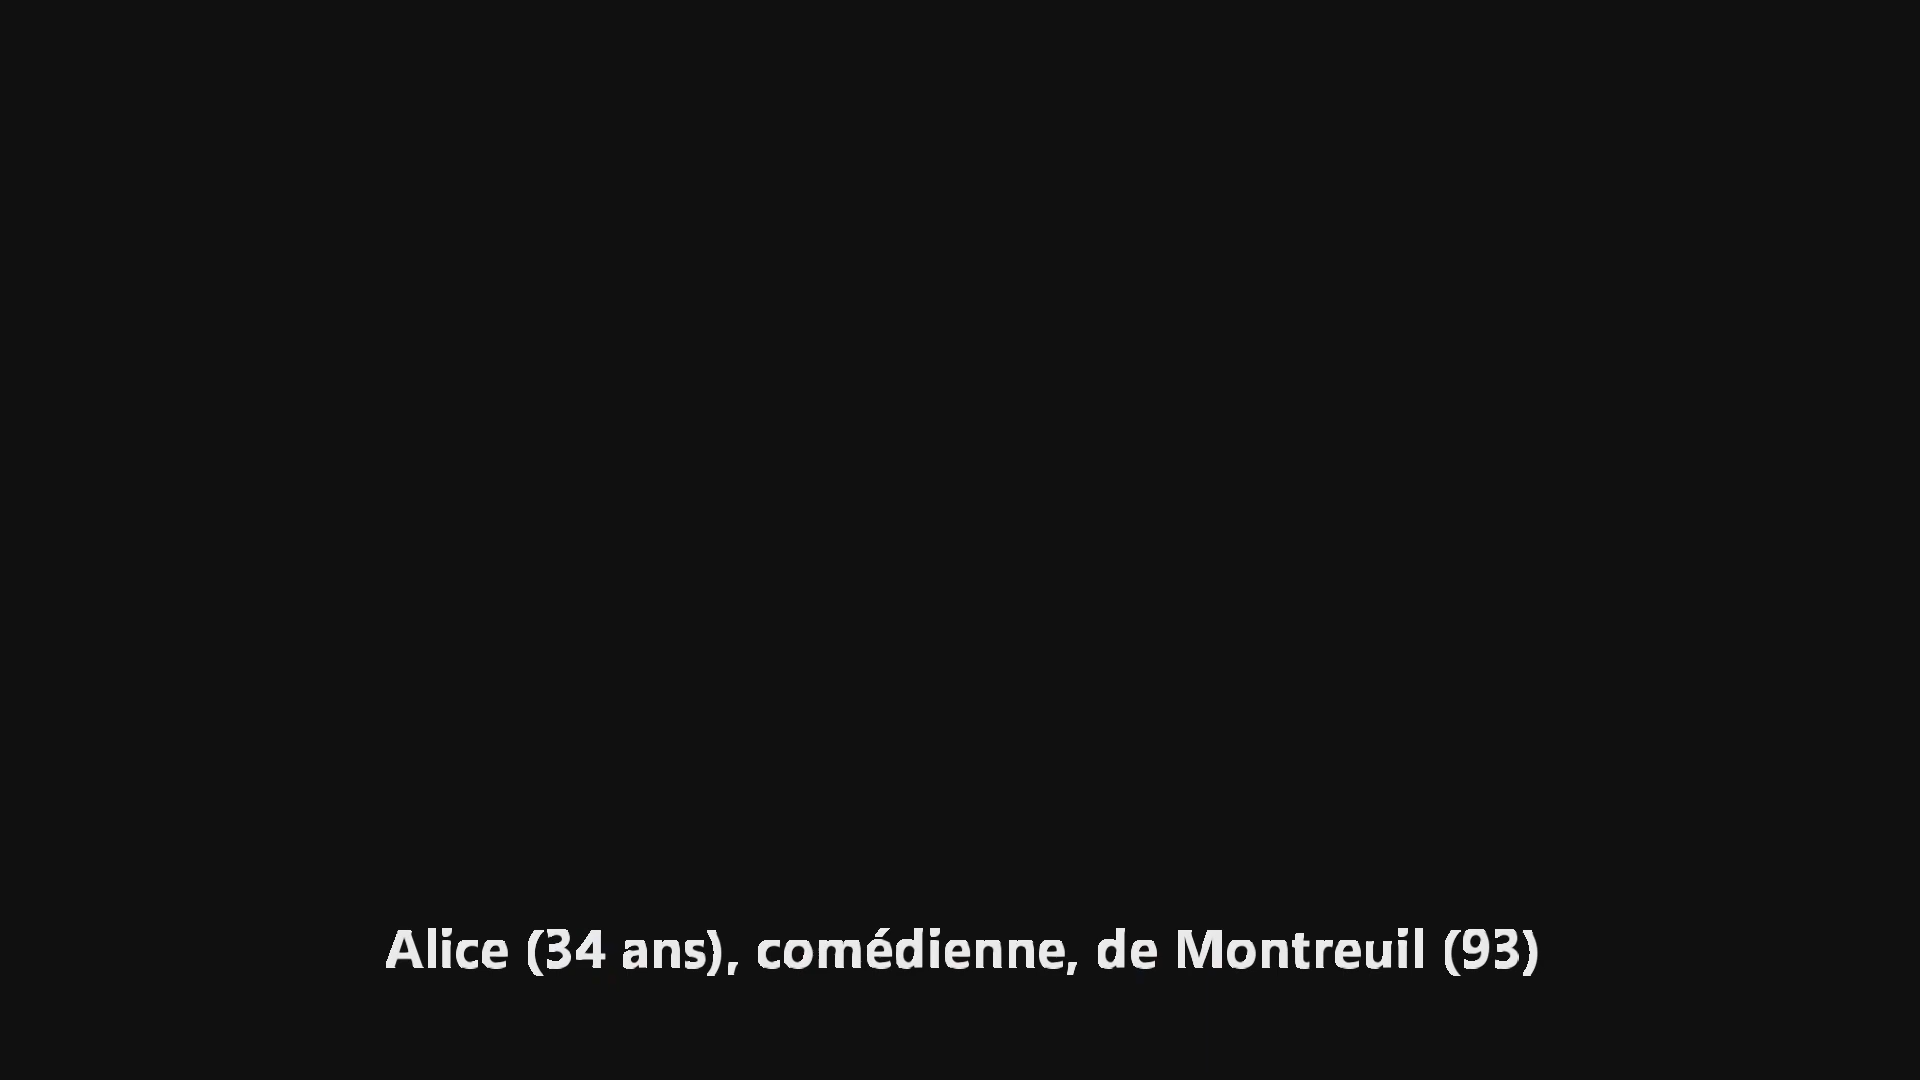 Alice (34 ans), comédienne, de Montreuil (93)